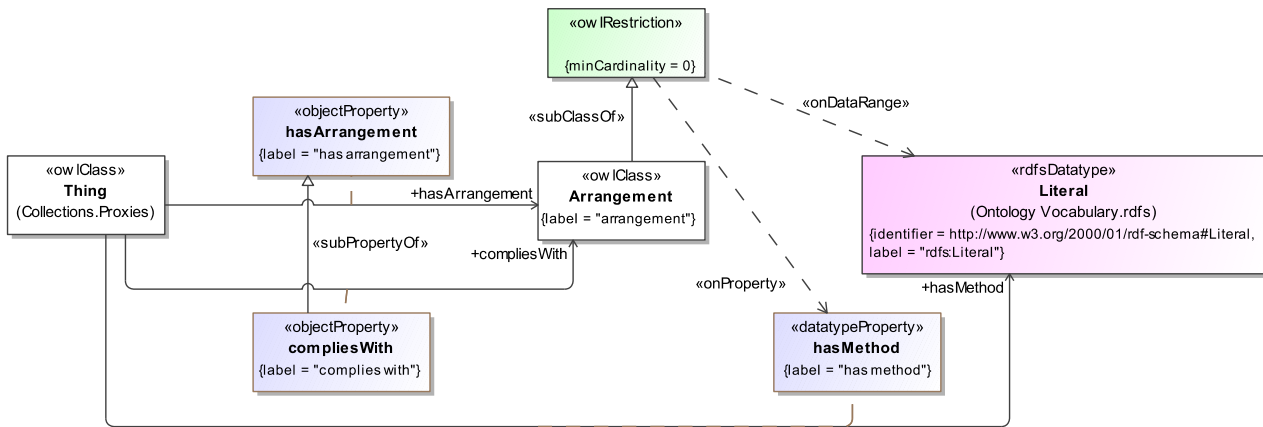 «owlRestriction»
{minCardinality = 0}
«onDataRange»
«objectProperty»
hasArrangement
{label = "has arrangement"}
«subClassOf»
«owlClass»
Thing
(Collections.Proxies)
+hasArrangement
«owlClass»
Arrangement
{label = "arrangement"}
«rdfsDatatype»
Literal
(Ontology Vocabulary.rdfs)
{identifier = http://www.w3.org/2000/01/rdf-schema#Literal,
label = "rdfs:Literal"}
«subPropertyOf»
+compliesWith
«onProperty»
+hasMethod
«objectProperty»
compliesWith
{label = "complies with"}
«datatypeProperty»
hasMethod
{label = "has method"}